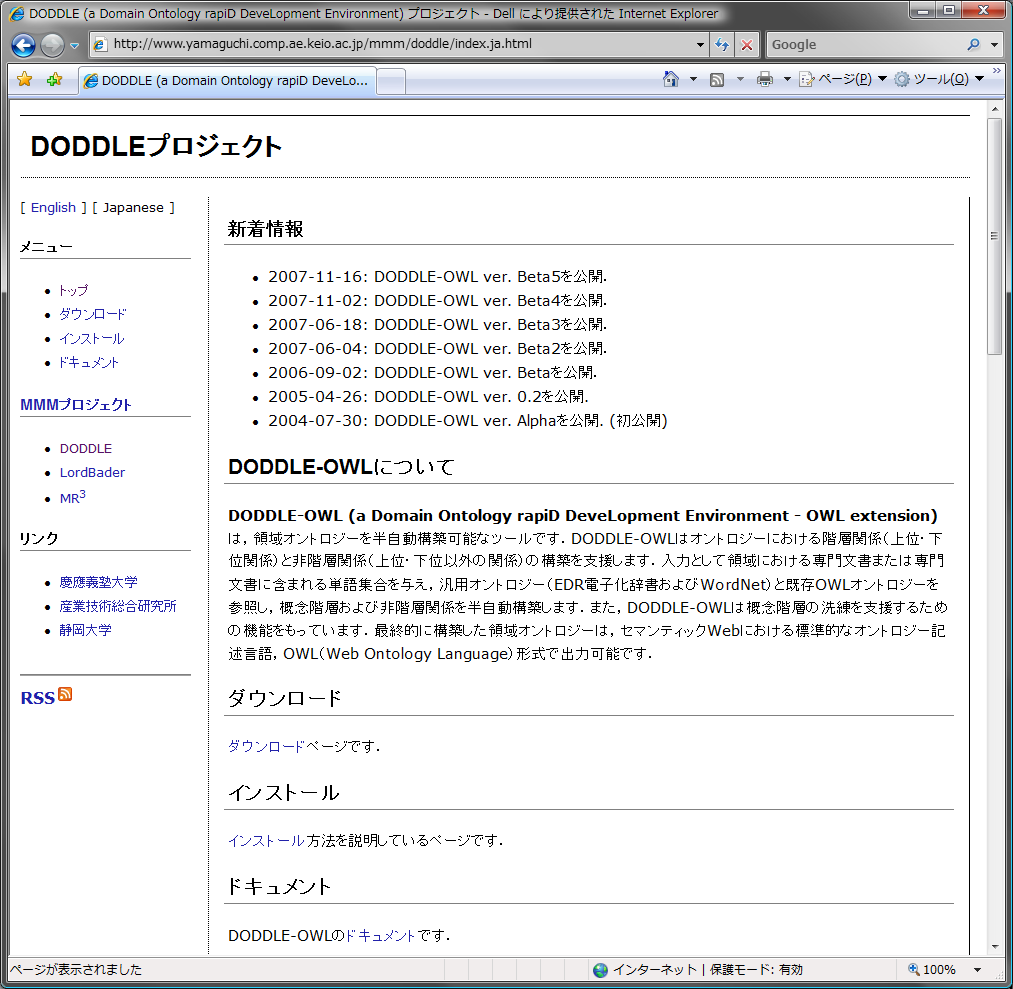 DODDLE (a Domain Ontology rapiD DeveLopment Environment) プロジェクト - Dell により提供された Internet Explorer
http://www.yamaguchi.comp.ae.keio.ac.jp/mmm/doddle/index.ja.html
Google
DODDLE (a Domain Ontology rapiD DeveLo...
ページ(P)
ツール(O)
DODDLEプロジェクト
[ English ] [ Japanese ]
メニュー
トップ
ダウンロード
インストール
ドキュメント
MMMプロジェクト
DODDLE
LordBader
MR3
リンク
慶應義塾大学
産業技術総合研究所
静岡大学
RSS
新着情報
2007-11-16: DODDLE-OWL ver. Beta5を公開.
2007-11-02: DODDLE-OWL ver. Beta4を公開.
2007-06-18: DODDLE-OWL ver. Beta3を公開.
2007-06-04: DODDLE-OWL ver. Beta2を公開.
2006-09-02: DODDLE-OWL ver. Betaを公開.
2005-04-26: DODDLE-OWL ver. 0.2を公開.
2004-07-30: DODDLE-OWL ver. Alphaを公開. (初公開)
DODDLE-OWLについて
DODDLE-OWL (a Domain Ontology rapiD DeveLopment Environment - OWL extension)
は，領域オントロジーを半自動構築可能なツールです．DODDLE-OWLはオントロジーにおける階層関係（上位・下
位関係）と非階層関係（上位・下位以外の関係）の構築を支援します．入力として領域における専門文書または専門
文書に含まれる単語集合を与え，汎用オントロジー（EDR電子化辞書およびWordNet）と既存OWLオントロジーを
参照し，概念階層および非階層関係を半自動構築します．また，DODDLE-OWLは概念階層の洗練を支援するため
の機能をもっています．最終的に構築した領域オントロジーは，セマンティックWebにおける標準的なオントロジー記
述言語，OWL（Web Ontology Language）形式で出力可能です．
ダウンロード
ダウンロードページです．
インストール
インストール方法を説明しているページです．
ドキュメント
DODDLE-OWLのドキュメントです．
ページが表示されました
インターネット | 保護モード: 有効
100%